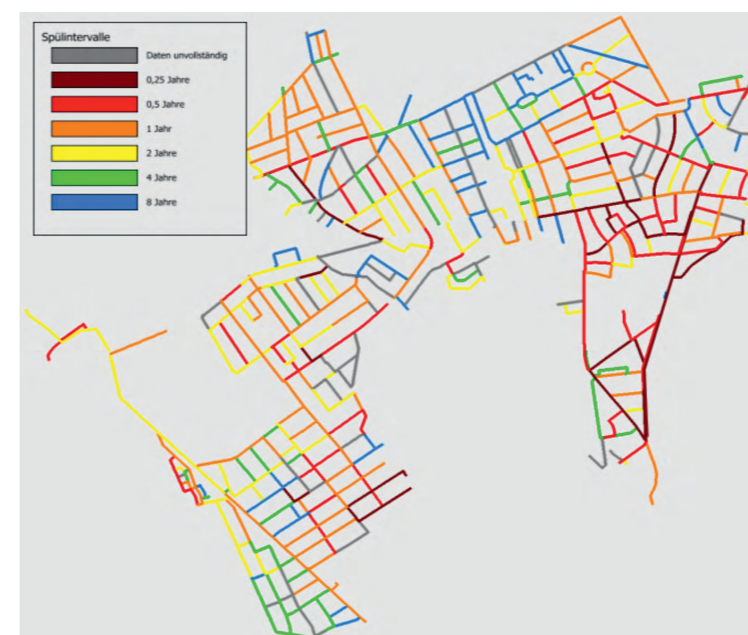 Spülintervalle
Daten unvollständig
0,25 Jahre
0,5 Jahre
1 Jahr
2 Jahre
4 Jahre
8 Jahre